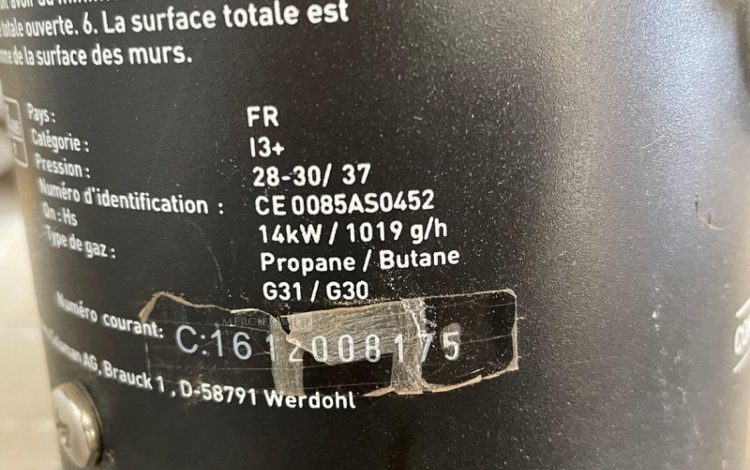 totale ouverte. 6. La surface totale est
de la surface des murs.
Pays : FR
Catégorie : I3+
Pression : 28-30/ 37
Numéro d'identification : CE 0085AS0452
Qn : Hs 14kW / 1019 g/h
Type de gaz : Propane / Butane
G31 / G30
Numéro courant: C:1612008175
AG, Brauck 1 , D-58791 Werdohl